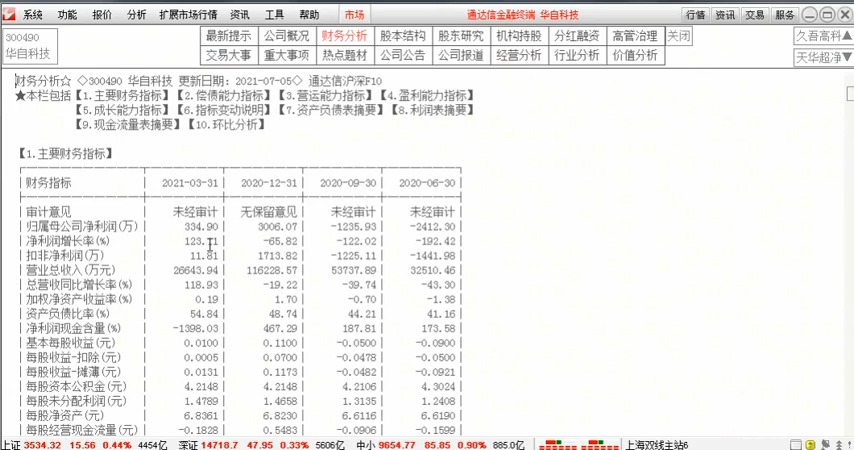 系统 功能 报价 分析 扩展市场行情 资讯 工具 帮助 市场 通达信金融终端 华自科技 行情 资讯 交易 服务
300490
华自科技
最新提示 公司概况 财务分析 股本结构 股东研究 机构持股 分红融资 高管治理 关闭
交易大事 重大事项 热点题材 公司公告 公司报道 经营分析 行业分析 价值分析
久吾高科▲
天华超净▼
财务分析☆ ◇300490 华自科技 更新日期：2021-07-05◇ 通达信沪深F10
★本栏包括【1.主要财务指标】【2.偿债能力指标】【3.营运能力指标】【4.盈利能力指标】
【5.成长能力指标】【6.指标变动说明】【7.资产负债表摘要】【8.利润表摘要】
【9.现金流量表摘要】【10.环比分析】
【1.主要财务指标】
财务指标 2021-03-31 2020-12-31 2020-09-30 2020-06-30
审计意见 未经审计 无保留意见 未经审计 未经审计
归属母公司净利润(万) 334.90 3006.07 -1235.93 -2412.30
净利润增长率(%) -65.82 -122.02 -192.42
扣非净利润(万) 11.81 1713.82 -1225.11 -1441.98
营业总收入(万元) 26643.94 116228.57 53737.89 32510.46
总营收同比增长率(%) 118.93 -19.22 -39.74 -43.30
加权净资产收益率(%) 0.19 1.70 -0.70 -1.38
资产负债比率(%) 54.84 48.74 44.21 41.16
净利润现金含量(%) -1398.03 467.29 187.81 173.58
基本每股收益(元) 0.0100 0.1100 -0.0500 -0.0900
每股收益-扣除(元) 0.0005 0.0700 -0.0478 -0.0500
每股收益-摊薄(元) 0.0131 0.1173 -0.0482 -0.0921
每股资本公积金(元) 4.2148 4.2148 4.2106 4.3024
每股未分配利润(元) 1.4789 1.4658 1.3135 1.2408
每股净资产(元) 6.8361 6.8230 6.6116 6.6190
每股经营现金流量(元) -0.1828 0.5483 -0.0906 -0.1599
上证 3534.32 15.56 0.44% 4454亿 深证 14718.7 47.95 0.33% 5606亿 中小 9654.77 85.85 0.90% 885.0亿 上海双线主站6